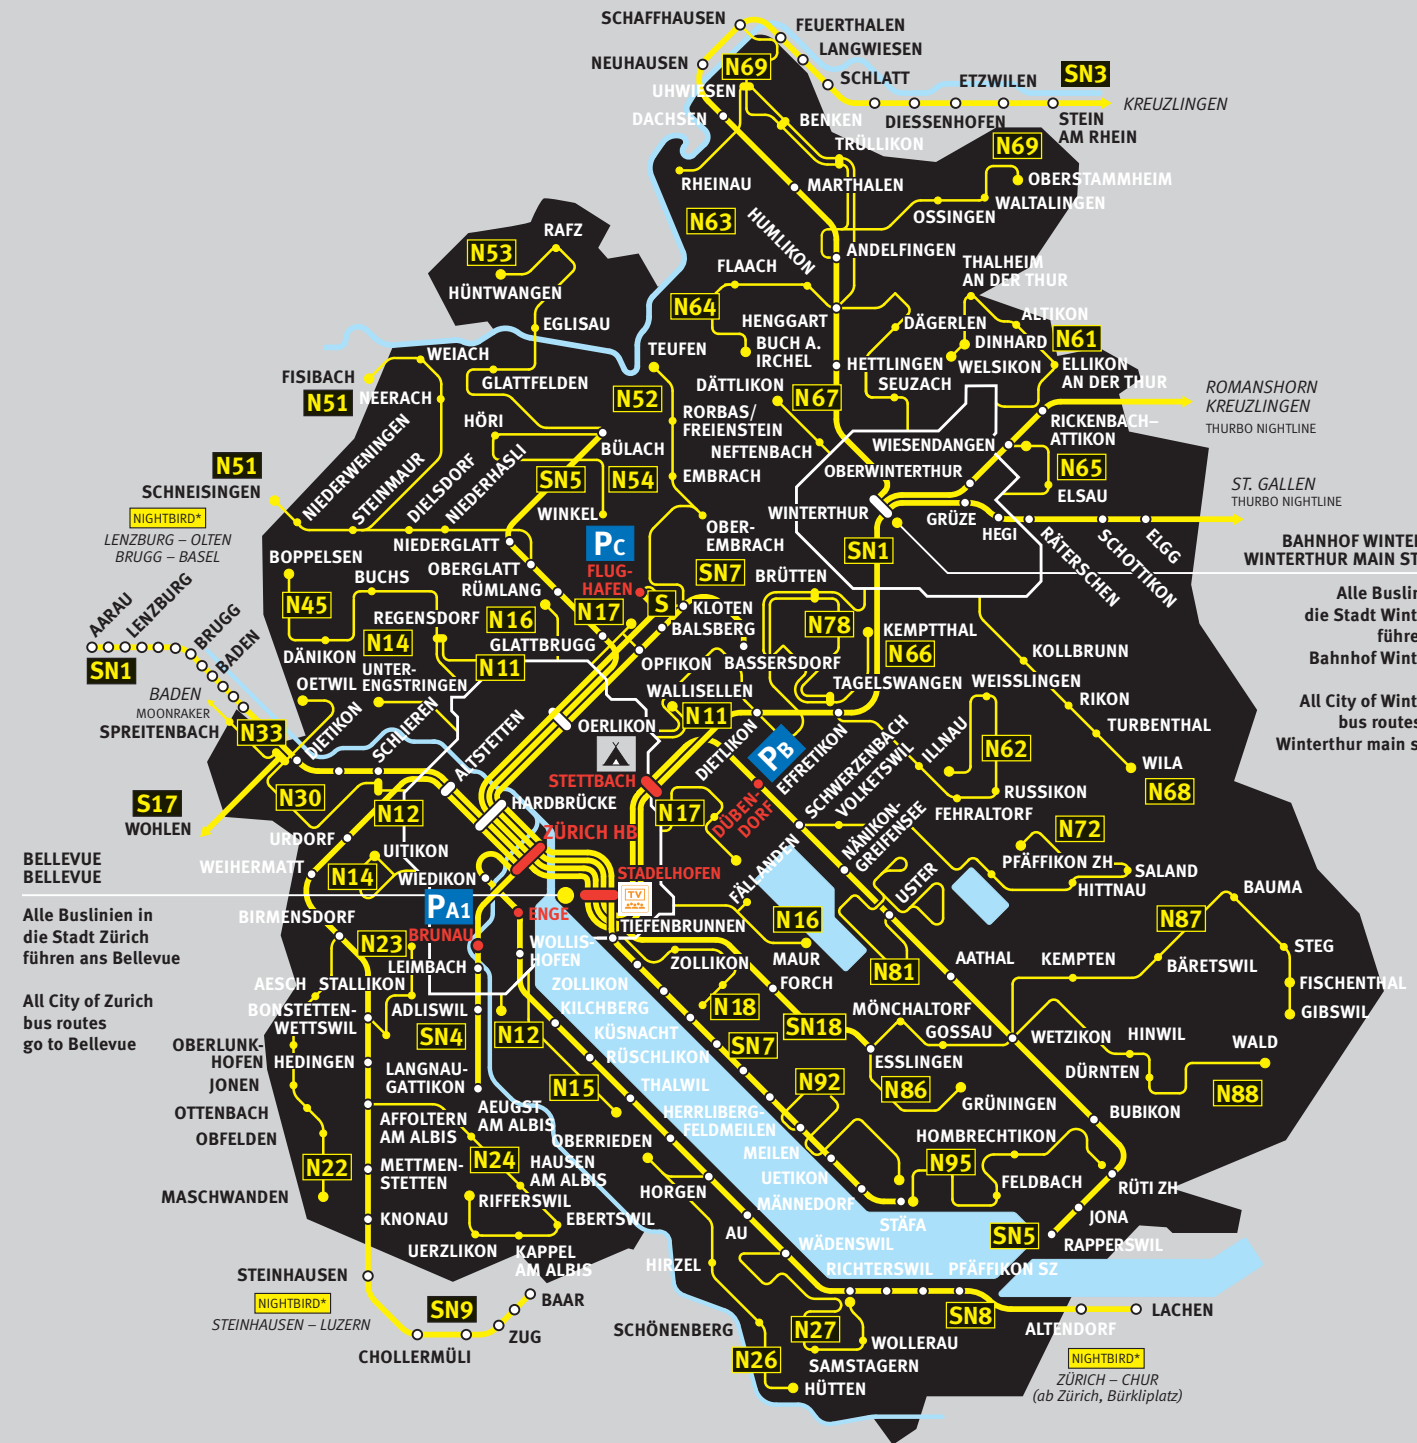 SCHAFFHAUSEN
FEUERTHALEN
LANGWIESEN
NEUHAUSEN
N69
SCHLATT
ETZWILEN
SN3
UHWIESEN
KREUZLINGEN
DACHSEN
BENKEN
DIESSENHOFEN
STEIN
AM RHEIN
TRÜLLIKON
N69
RHEINAU
MARTHALEN
OBERSTAMMHEIM
WALTALINGEN
OSSINGEN
N63
HUMLIKON
RAFZ
N53
ANDELFINGEN
FLAACH
THALHEIM
AN DER THUR
HÜNTWANGEN
N64
HENGGART
ALTIKON
EGLISAU
DÄGERLEN
BUCH A.
IRCHEL
DINHARD
N61
TEUFEN
WEIACH
HETTLINGEN
WELSIKON
ELLIKON
AN DER THUR
FISIBACH
GLATTFELDEN
DÄTTLIKON
SEUZACH
N51
NEERACH
N52
N67
ROMANSHORN
KREUZLINGEN
THURBO NIGHTLINE
HÖRI
RORBAS/
FREIENSTEIN
RICKENBACH–
ATTIKON
BÜLACH
NEFTENBACH
WIESENDANGEN
N51
SCHNEISINGEN
NIEDERWENINGEN
STEINMAUR
DIELSDORF
NIEDERHASLI
SN5
N54
EMBRACH
OBERWINTERTHUR
N65
ELSAU
ST. GALLEN
THURBO NIGHTLINE
NIGHTBIRD*
LENZBURG – OLTEN
BRUGG – BASEL
WINKEL
WINTERTHUR
GRÜZE
HEGI
RÄTERSCHEN
SCHOTTIKON
ELGG
OBER-
EMBRACH
NIEDERGLATT
PC
SN1
BAHNHOF WINTER
WINTERTHUR MAIN ST
BOPPELSEN
OBERGLATT
FLUG-
HAFEN
SN7
BRÜTTEN
BUCHS
RÜMLANG
Alle Buslin
die Stadt Wint
führe
Bahnhof Wint
N45
REGENSDORF
N16
N17
S
KLOTEN
BALSBERG
N78
KEMPTTHAL
AARAU
LENZBURG
BRUGG
BADEN
N14
GLATTBRUGG
N66
KOLLBRUNN
DÄNIKON
UNTER-
ENGSTRINGEN
N11
OPFIKON
BASSERSDORF
TAGELSWANGEN
WEISSLINGEN
SN1
OETWIL
WALLISELLEN
RIKON
All City of Wint
bus routes
Winterthur main s
BADEN
MOONRAKER
SPREITENBACH
N33
DIETIKON
SCHLIEREN
ALTSTETTEN
OERLIKON
N11
DIETLIKON
PB
EFFRETIKON
SCHWERZENBACH
VOLKETSWIL
ILLNAU
N62
TURBENTHAL
WILA
N68
S17
WOHLEN
N30
N12
HARDBRÜCKE
STETTBACH
N17
DÜBEN-
DORF
RUSSIKON
FEHRALTORF
N72
URDORF
ZÜRICH HB
NÄNIKON-
GREIFENSEE
BELLEVUE
BELLEVUE
WEIHERMATT
UITIKON
N14
WIEDIKON
STADELHOFEN
TV
FÄLLANDEN
USTER
PFÄFFIKON ZH
SALAND
HITTNAU
BAUMA
Alle Buslinien in
die Stadt Zürich
führen ans Bellevue
BIRMENSDORF
PA1
ENGE
N16
N87
BRUNAU
TIEFENBRUNNEN
N23
WOLLIS-
HOFEN
STEG
LEIMBACH
ZOLLIKON
MAUR
N81
AATHAL
KEMPTEN
BÄRETSWIL
AESCH
STALLIKON
ZOLLIKON
FORCH
FISCHENTHAL
All City of Zurich
bus routes
go to Bellevue
BONSTETTEN-
WETTSWIL
ADLISWIL
KILCHBERG
N18
MÖNCHALTORF
GIBSWIL
SN4
N12
KÜSNACHT
SN18
GOSSAU
WETZIKON
HINWIL
WALD
OBERLUNK-
HOFEN
HEDINGEN
RÜSCHLIKON
SN7
ESSLINGEN
JONEN
LANGNAU-
GATTIKON
N15
THALWIL
N92
N86
DÜRNTEN
N88
OTTENBACH
AFFOLTERN
AM ALBIS
AEUGST
AM ALBIS
HERRLIBERG-
FELDMEILEN
GRÜNINGEN
BUBIKON
OBFELDEN
OBERRIEDEN
MEILEN
HOMBRECHTIKON
N22
METTMEN-
STETTEN
N24
HAUSEN
AM ALBIS
UETIKON
N95
MASCHWANDEN
RIFFERSWIL
HORGEN
MÄNNEDORF
FELDBACH
RÜTI ZH
KNONAU
EBERTSWIL
AU
STÄFA
JONA
UERZLIKON
KAPPEL
AM ALBIS
WÄDENSWIL
SN5
RAPPERSWIL
STEINHAUSEN
HIRZEL
RICHTERSWIL
PFÄFFIKON SZ
NIGHTBIRD*
STEINHAUSEN – LUZERN
SN9
BAAR
ZUG
SCHÖNENBERG
N27
SN8
LACHEN
ALTENDORF
CHOLLERMÜLI
WOLLERAU
N26
SAMSTAGERN
NIGHTBIRD*
ZÜRICH – CHUR
(ab Zürich, Bürkliplatz)
HÜTTEN